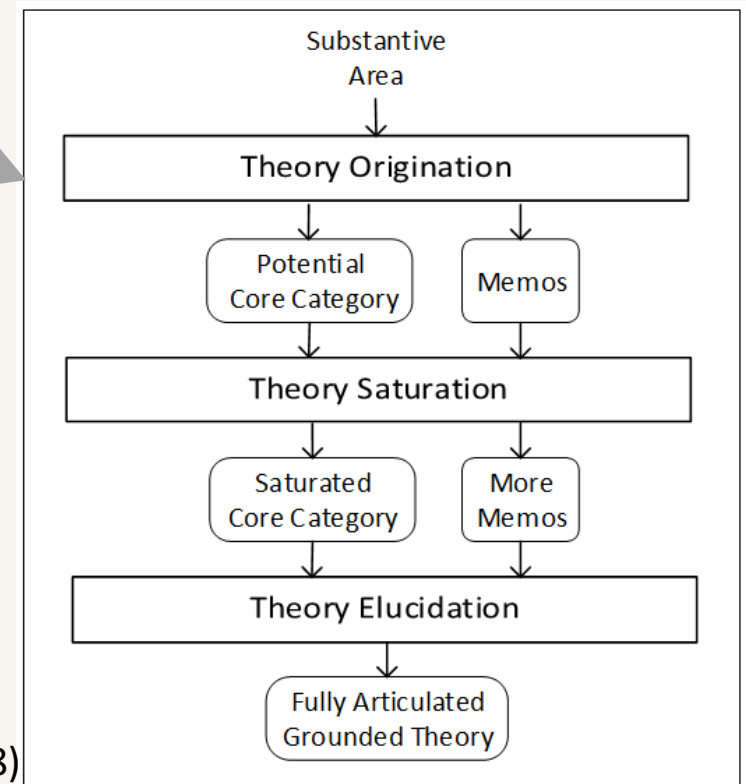 Substantive
Area
Theory Origination
Potential
Core Category
Memos
Theory Saturation
Saturated
Core Category
More
Memos
Theory Elucidation
Fully Articulated
Grounded Theory
3)